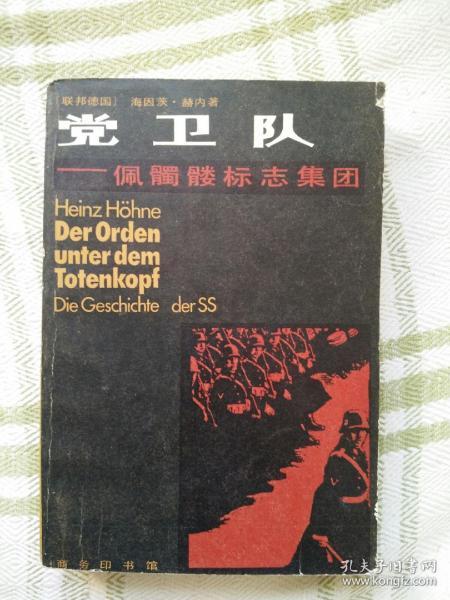 [联邦德国] 海因茨·赫内著
党卫队
——佩髑髅标志集团
Heinz Höhne
Der Orden
unter dem
Totenkopf
Die Geschichte der SS
商务印书馆
孔夫子旧书网
www.kongfz.com